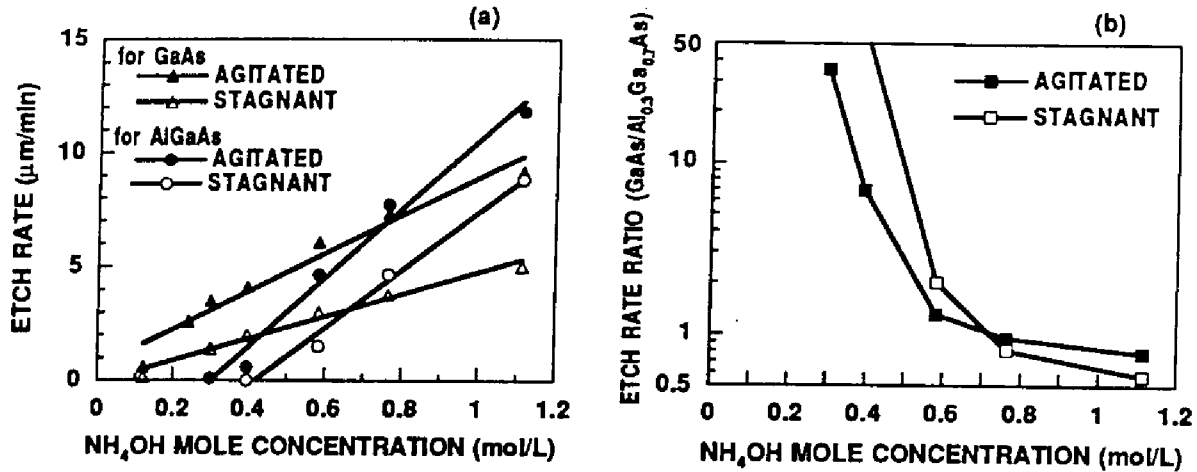 (a)
15
10
5
0
ETCH RATE (μm/min)
for GaAs
AGITATED
STAGNANT
for AlGaAs
AGITATED
STAGNANT
0 0.2 0.4 0.6 0.8 1 1.2
NH₄OH MOLE CONCENTRATION (mol/L)
(b)
50
10
1
0.5
ETCH RATE RATIO (GaAs/Al₀.₃Ga₀.₇As)
AGITATED
STAGNANT
0 0.2 0.4 0.6 0.8 1 1.2
NH₄OH MOLE CONCENTRATION (mol/L)